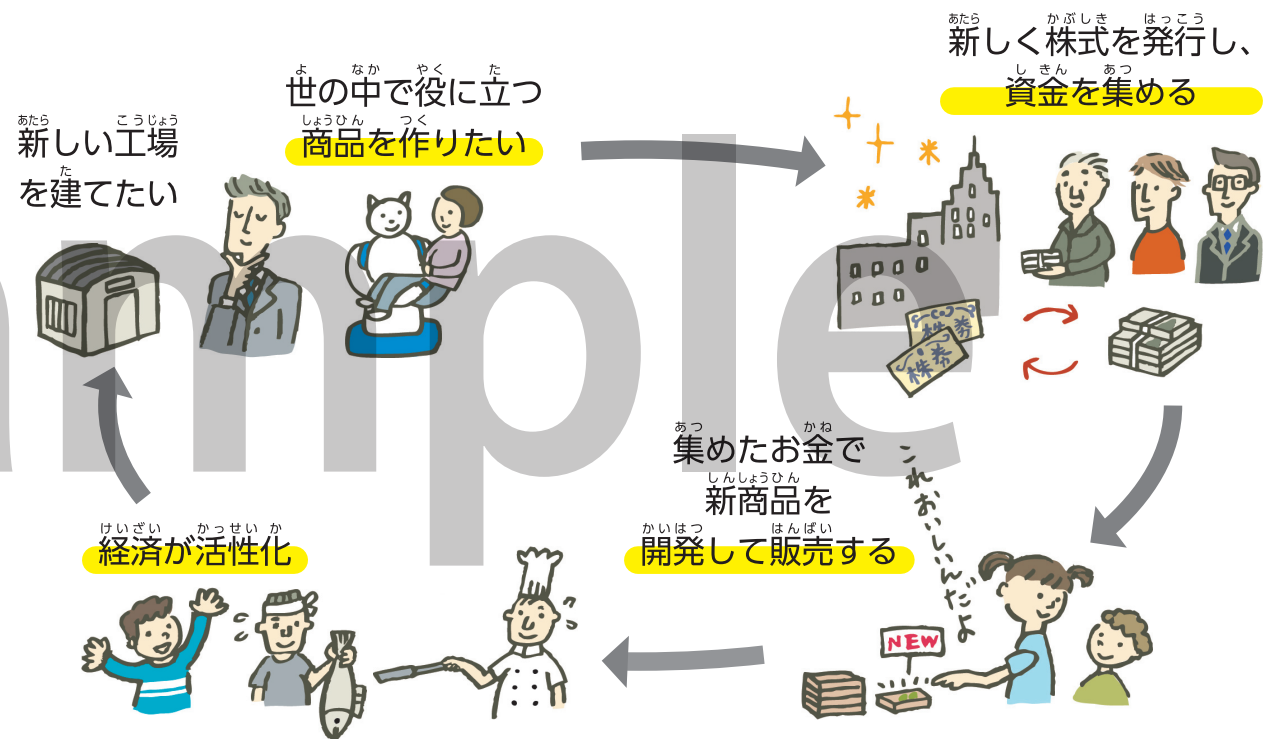 新しい工場
を建てたい
世の中で役に立つ
商品を作りたい
新しく株式を発行し、
資金を集める
株券
株券
集めたお金で
新商品を
開発して販売する
これおいしいんだよ
NEW
経済が活性化
ample